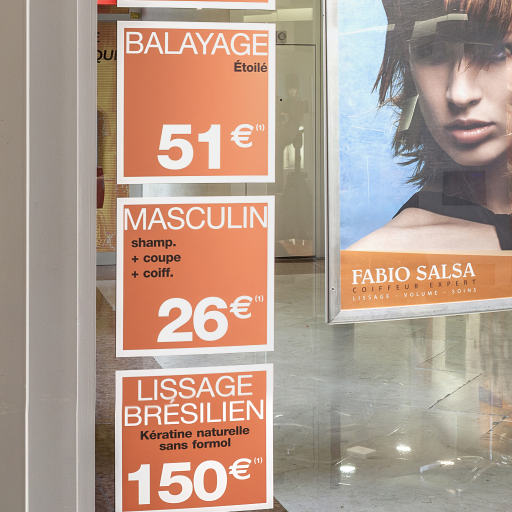 BALAYAGE
Étoilé
51€(1)
MASCULIN
shamp.
+ coupe
+ coiff.
26€(1)
LISSAGE
BRÉSILIEN
Kératine naturelle
sans formol
150€(1)
FABIO SALSA
COIFFEUR EXPERT
LISSAGE · VOLUME · SOINS